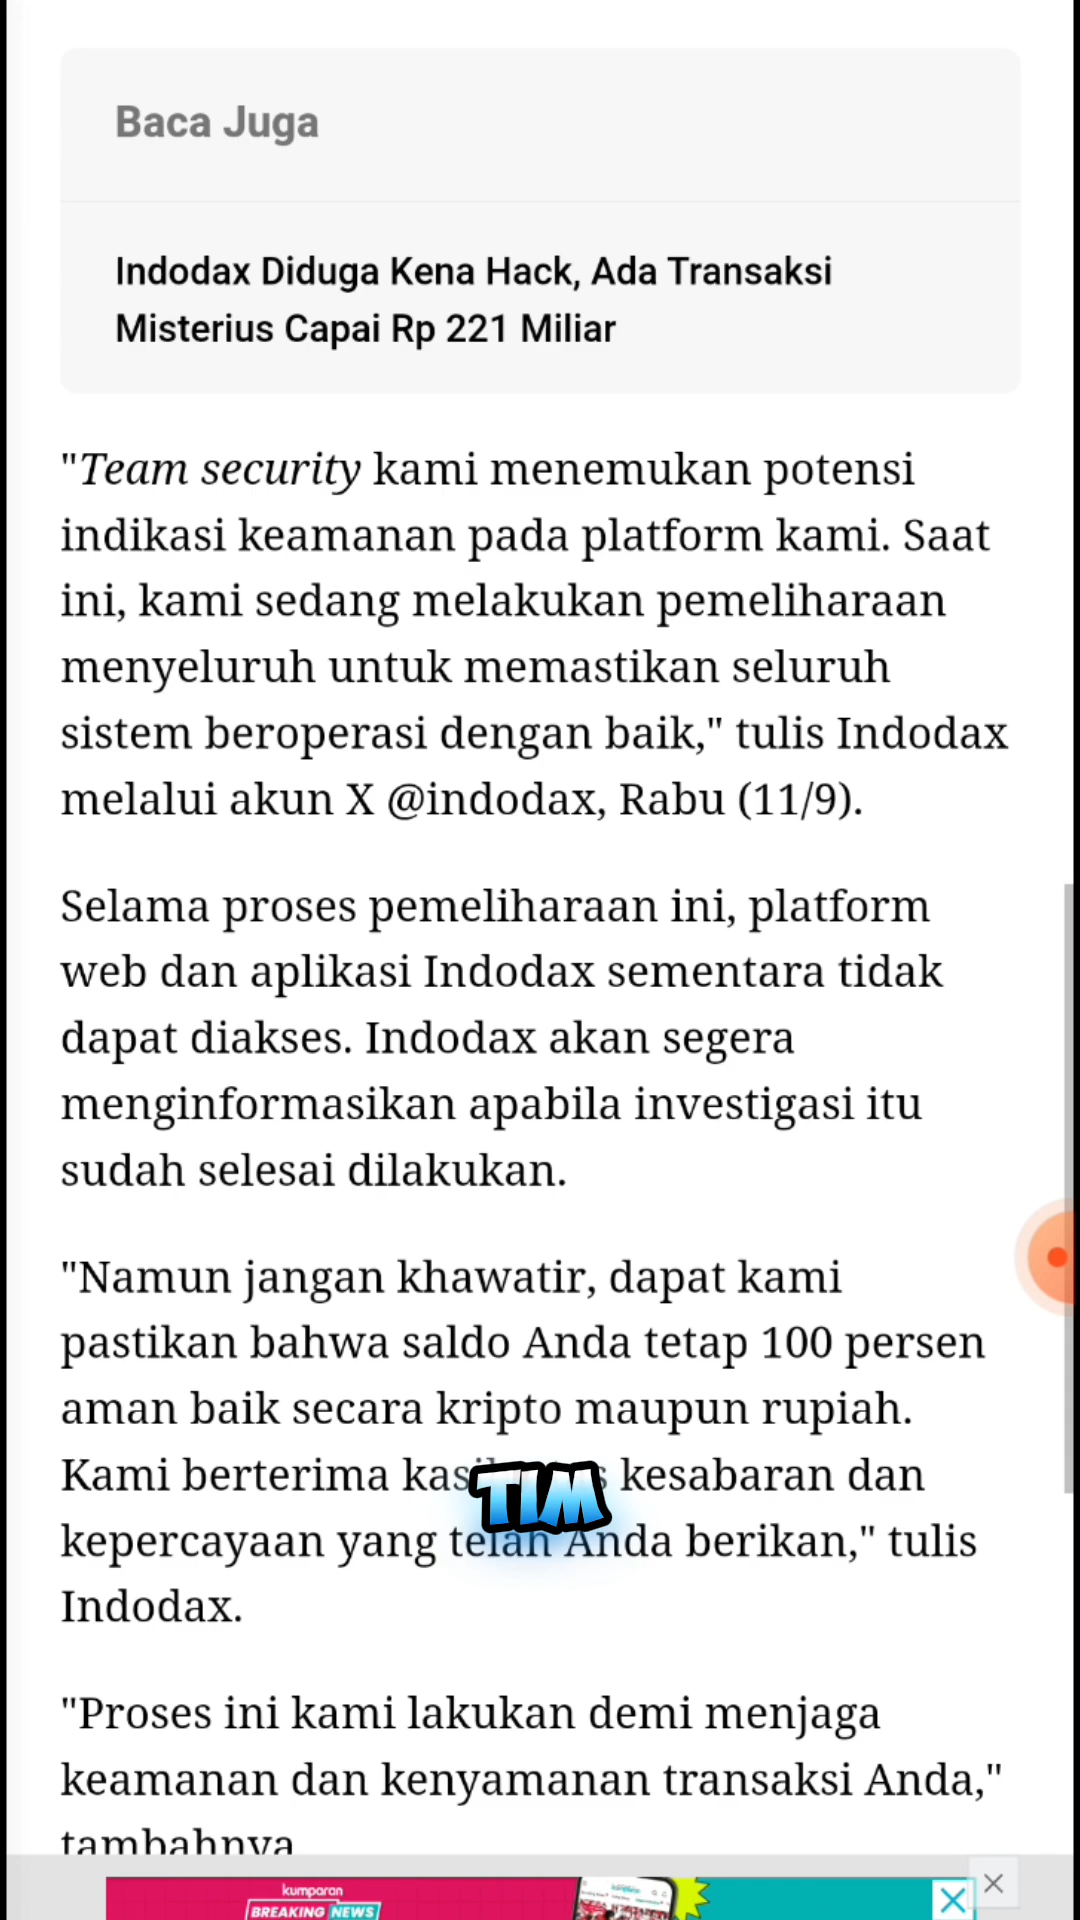 Baca Juga
Indodax Diduga Kena Hack, Ada Transaksi
Misterius Capai Rp 221 Miliar
"Team security kami menemukan potensi
indikasi keamanan pada platform kami. Saat
ini, kami sedang melakukan pemeliharaan
menyeluruh untuk memastikan seluruh
sistem beroperasi dengan baik," tulis Indodax
melalui akun X @indodax, Rabu (11/9).
Selama proses pemeliharaan ini, platform
web dan aplikasi Indodax sementara tidak
dapat diakses. Indodax akan segera
menginformasikan apabila investigasi itu
sudah selesai dilakukan.
"Namun jangan khawatir, dapat kami
pastikan bahwa saldo Anda tetap 100 persen
aman baik secara kripto maupun rupiah.
Kami berterima kesabaran dan
TIM
kepercayaan yang telah Anda berikan," tulis
Indodax.
"Proses ini kami lakukan demi menjaga
keamanan dan kenyamanan transaksi Anda,"
tambahnya
kumparan
BREAKING NEWS